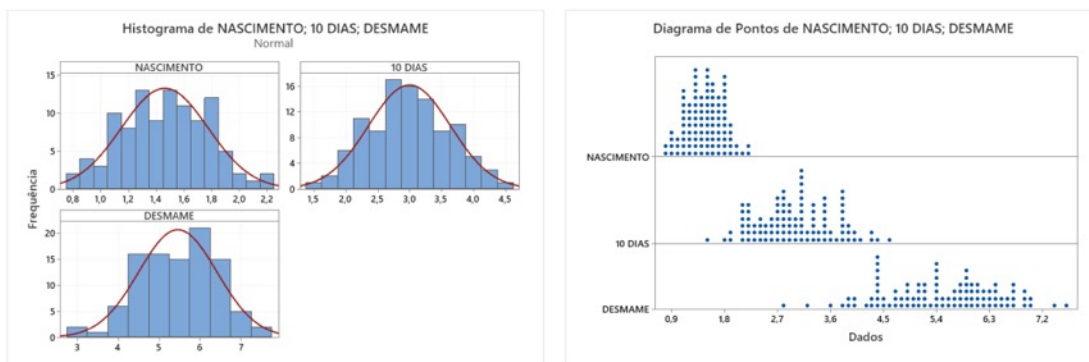 Histograma de NASCIMENTO; 10 DIAS; DESMAME
Normal
NASCIMENTO
10 DIAS
15
10
5
0
0,8 1,0 1,2 1,4 1,6 1,8 2,0 2,2
16
12
8
4
0
1,5 2,0 2,5 3,0 3,5 4,0 4,5
Frequência
DESMAME
20
15
10
5
0
3 4 5 6 7
Diagrama de Pontos de NASCIMENTO; 10 DIAS; DESMAME
NASCIMENTO
10 DIAS
DESMAME
0,9 1,8 2,7 3,6 4,5 5,4 6,3 7,2
Dados